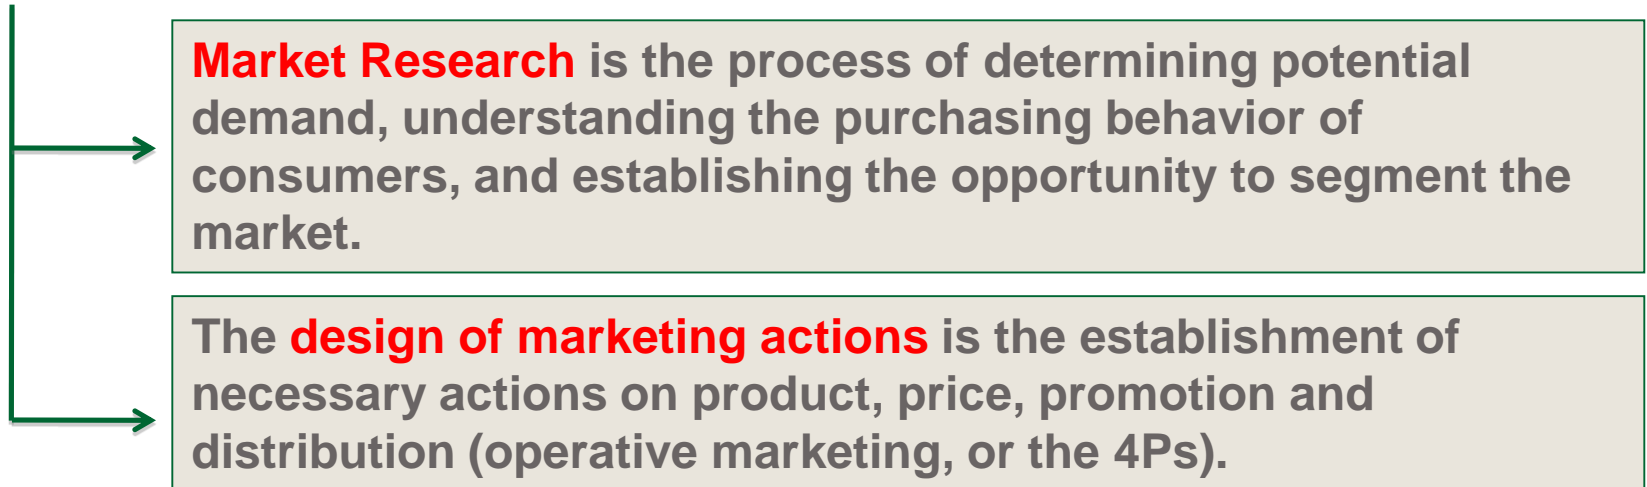 Market Research is the process of determining potential
demand, understanding the purchasing behavior of
consumers, and establishing the opportunity to segment the
market.
The design of marketing actions is the establishment of
necessary actions on product, price, promotion and
distribution (operative marketing, or the 4Ps).